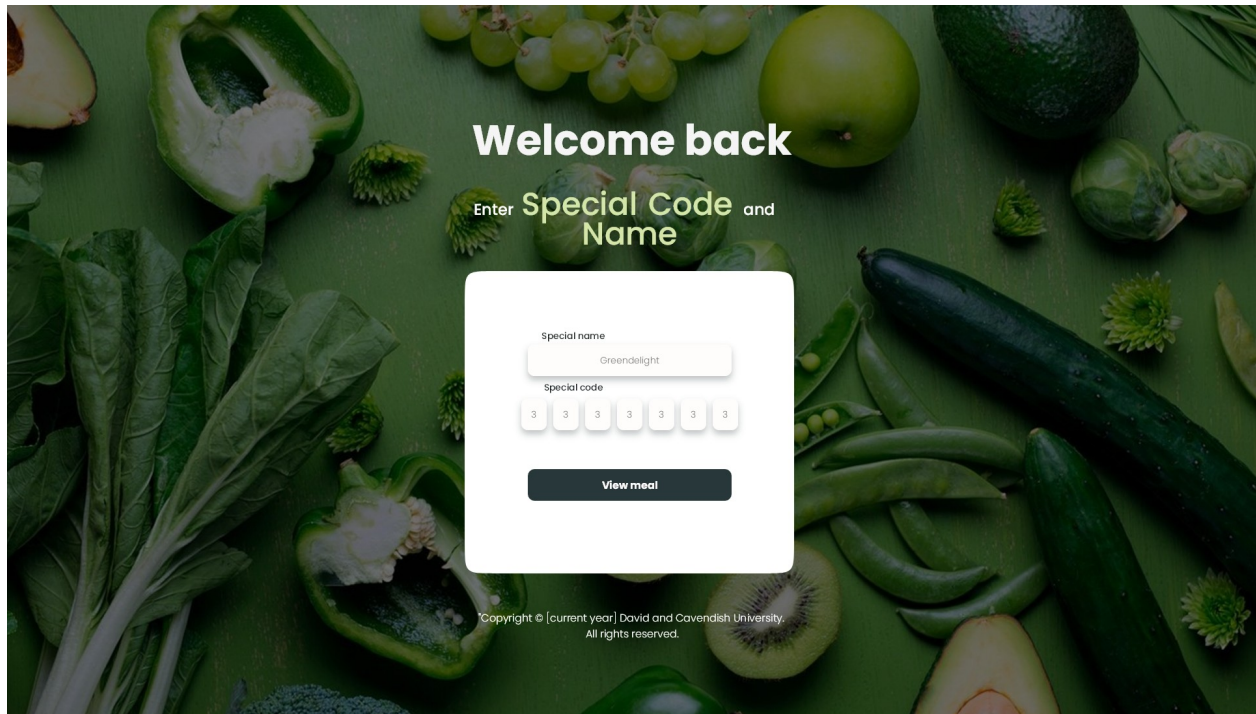 Welcome back
Enter Special Code and
Name
Special name
Greendelight
Special code
3 3 3 3 3 3 3
View meal
"Copyright © [current year] David and Cavendish University.
All rights reserved.